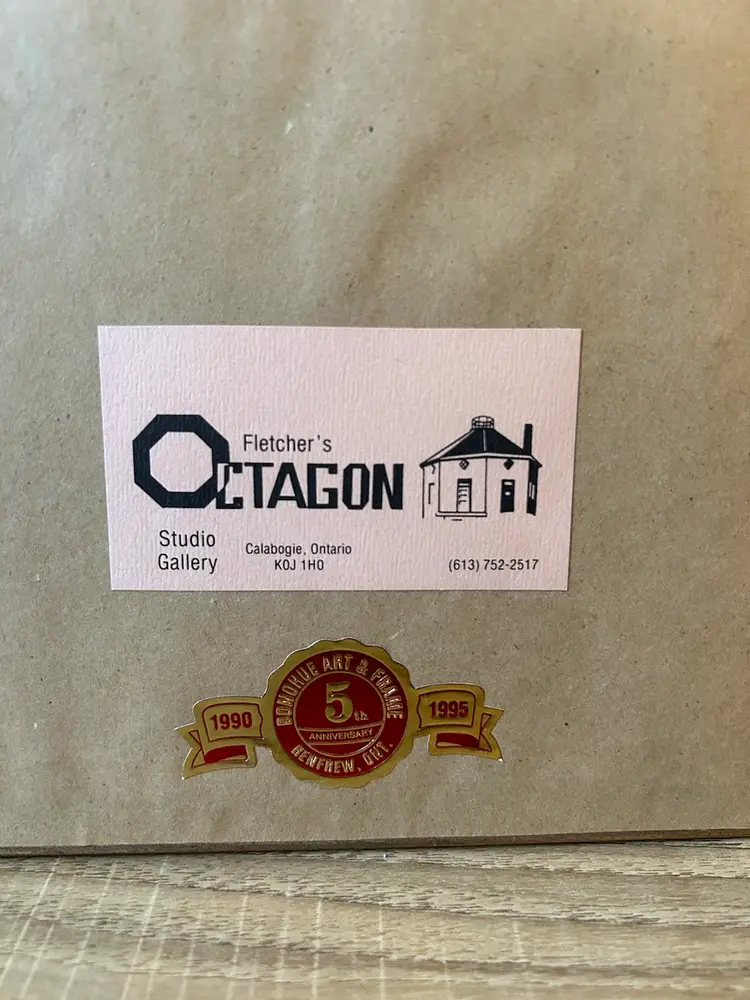 Fletcher's
OCTAGON
Studio
Gallery
Calabogie, Ontario
K0J 1H0
(613) 752-2517
DONOHUE ART & FRAME
1990
5th
1995
ANNIVERSARY
RENFREW, ONT.